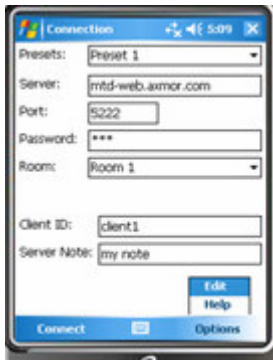 Connection 5:09
Presets: Preset 1
Server: mtd-web.axmor.com
Port: 5222
Password: ***
Room: Room 1
Client ID: client1
Server Note: my note
Edit
Help
Connect Options